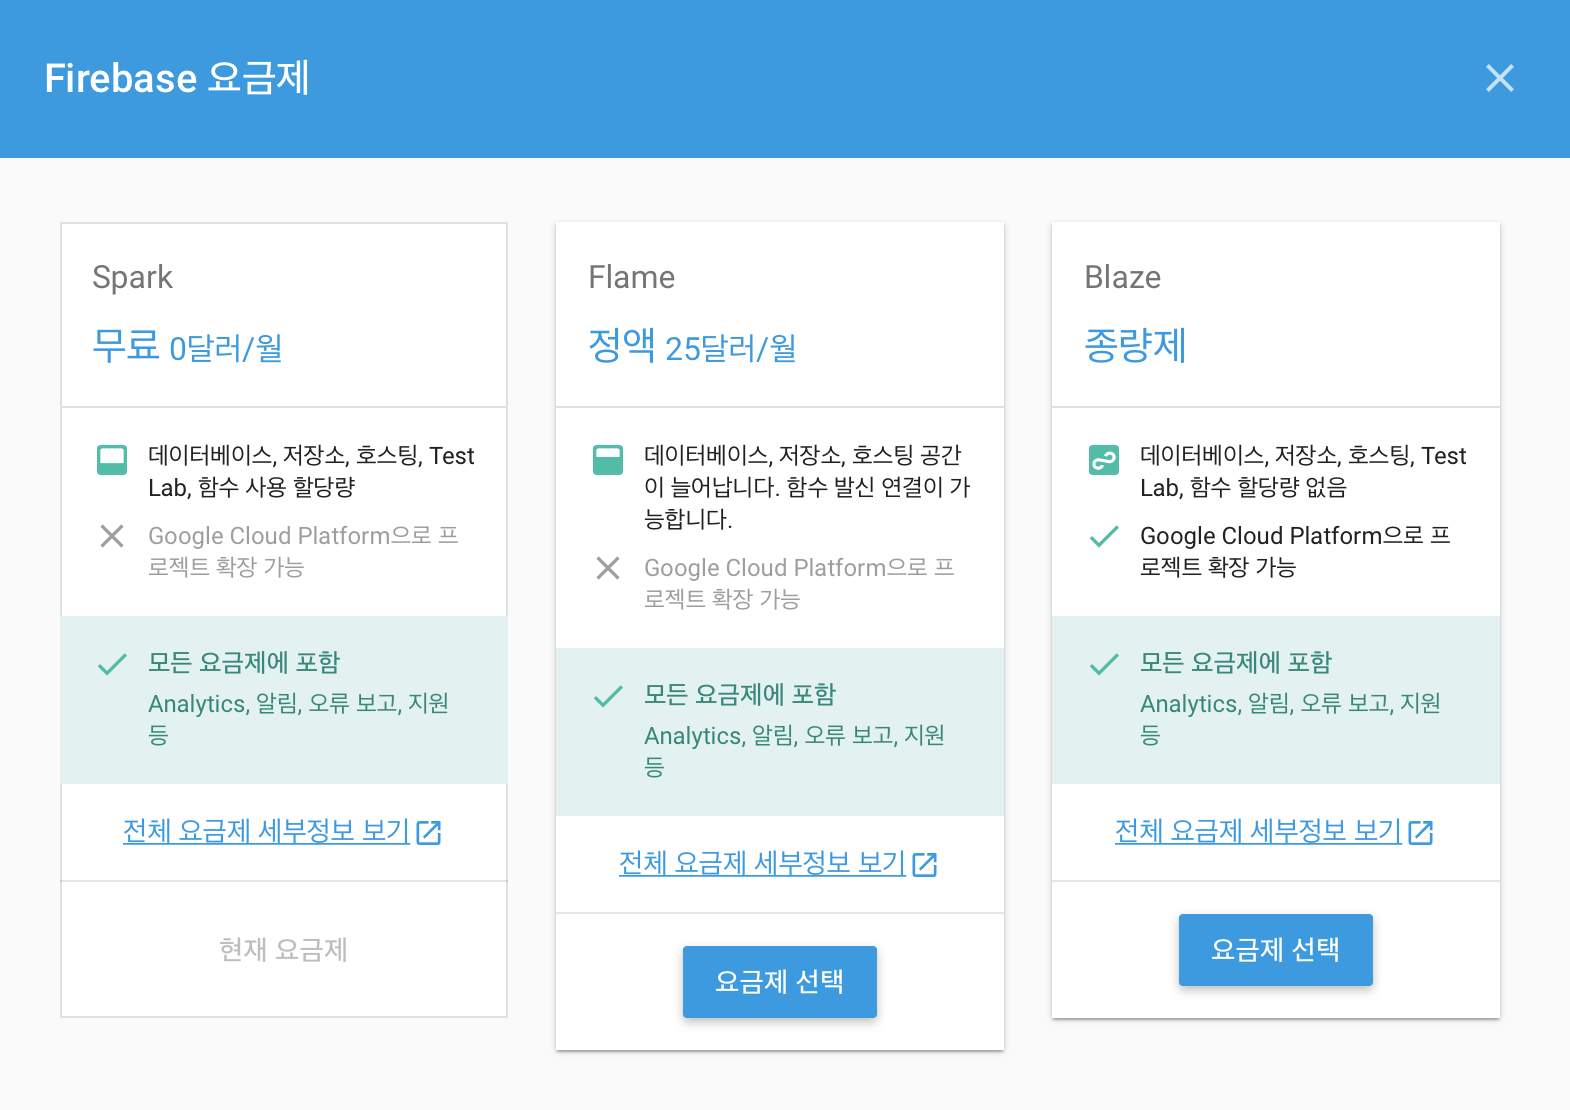 Firebase 요금제
Spark
무료 0달러/월
데이터베이스, 저장소, 호스팅, Test
Lab, 함수 사용 할당량
Google Cloud Platform으로 프
로젝트 확장 가능
모든 요금제에 포함
Analytics, 알림, 오류 보고, 지원
등
전체 요금제 세부정보 보기
현재 요금제
Flame
정액 25달러/월
데이터베이스, 저장소, 호스팅 공간
이 늘어납니다. 함수 발신 연결이 가
능합니다.
Google Cloud Platform으로 프
로젝트 확장 가능
모든 요금제에 포함
Analytics, 알림, 오류 보고, 지원
등
전체 요금제 세부정보 보기
요금제 선택
Blaze
종량제
데이터베이스, 저장소, 호스팅, Test
Lab, 함수 할당량 없음
Google Cloud Platform으로 프
로젝트 확장 가능
모든 요금제에 포함
Analytics, 알림, 오류 보고, 지원
등
전체 요금제 세부정보 보기
요금제 선택